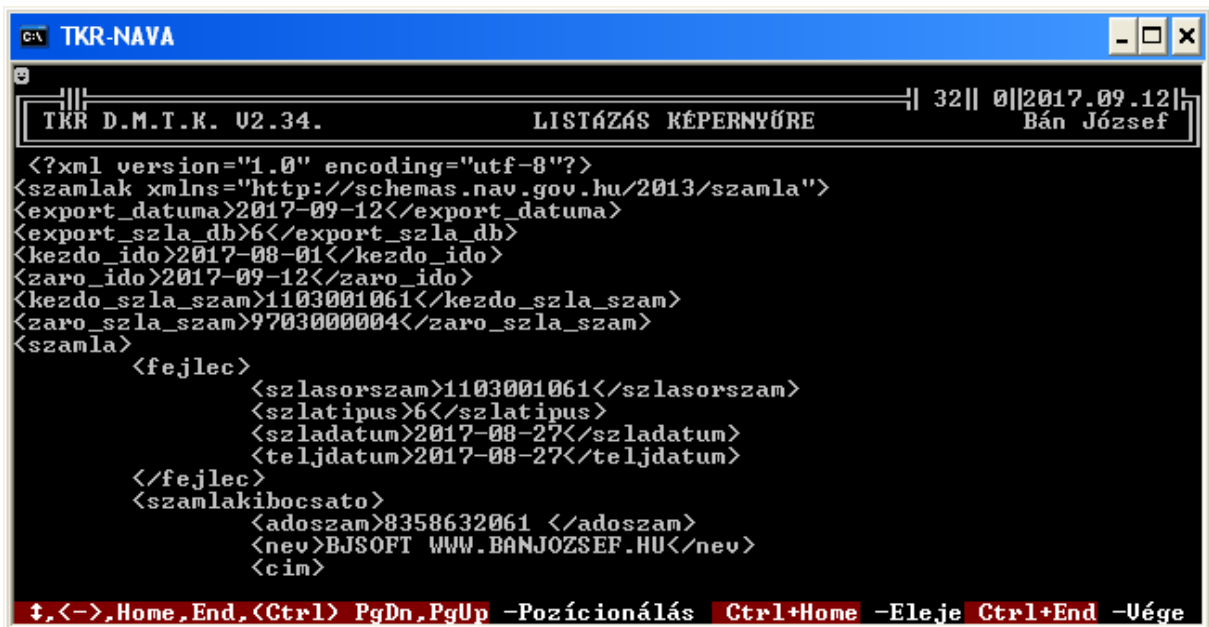 TKR-NAVA
32 0 2017.09.12
TKR D.M.T.K. V2.34. LISTÁZÁS KÉPERNYŐRE Bán József
<?xml version="1.0" encoding="utf-8"?>
<szamlak xmlns="http://schemas.nav.gov.hu/2013/szamla">
<export_datuma>2017-09-12</export_datuma>
<export_szla_db>6</export_szla_db>
<kezdo_ido>2017-08-01</kezdo_ido>
<zaro_ido>2017-09-12</zaro_ido>
<kezdo_szla_szam>1103001061</kezdo_szla_szam>
<zaro_szla_szam>9703000004</zaro_szla_szam>
<szamla>
<fejlec>
<szlasorszam>1103001061</szlasorszam>
<szlatipus>6</szlatipus>
<szladatum>2017-08-27</szladatum>
<teljdatum>2017-08-27</teljdatum>
</fejlec>
<szamlakibocsato>
<adoszam>8358632061 </adoszam>
<nev>BJSOFT WWW.BANJOZSEF.HU</nev>
<cim>
↕,<->,Home,End,(Ctrl) PgDn,PgUp -Pozícionálás Ctrl+Home -Eleje Ctrl+End -Vége